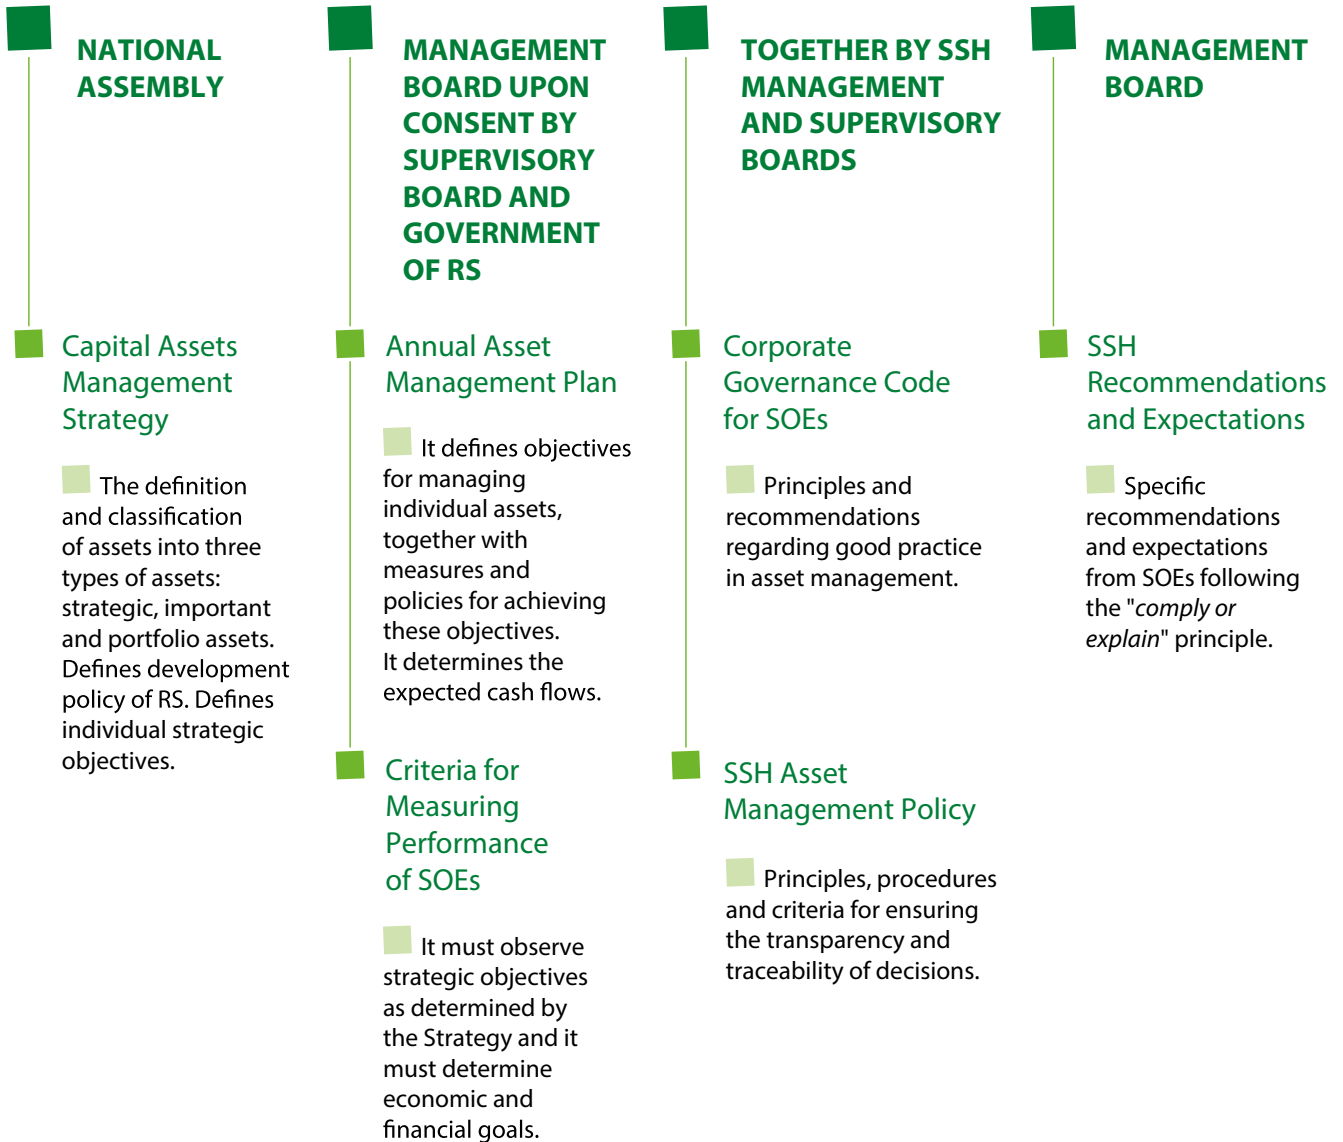 NATIONAL
ASSEMBLY
Capital Assets
Management
Strategy
The definition
and classification
of assets into three
types of assets:
strategic, important
and portfolio assets.
Defines development
policy of RS. Defines
individual strategic
objectives.
MANAGEMENT
BOARD UPON
CONSENT BY
SUPERVISORY
BOARD AND
GOVERNMENT
OF RS
Annual Asset
Management Plan
It defines objectives
for managing
individual assets,
together with
measures and
policies for achieving
these objectives.
It determines the
expected cash flows.
Criteria for
Measuring
Performance
of SOEs
It must observe
strategic objectives
as determined by
the Strategy and it
must determine
economic and
financial goals.
TOGETHER BY SSH
MANAGEMENT
AND SUPERVISORY
BOARDS
Corporate
Governance Code
for SOEs
Principles and
recommendations
regarding good practice
in asset management.
SSH Asset
Management Policy
Principles, procedures
and criteria for ensuring
the transparency and
traceability of decisions.
MANAGEMENT
BOARD
SSH
Recommendations
and Expectations
Specific
recommendations
and expectations
from SOEs following
the "comply or
explain" principle.